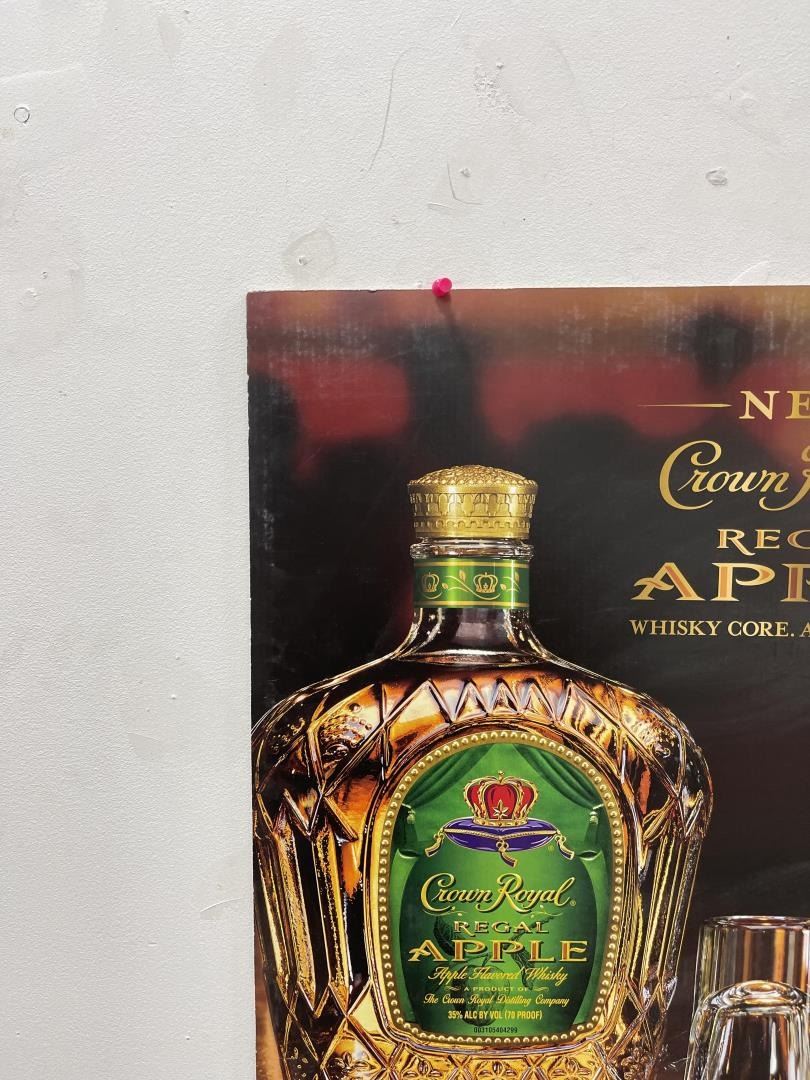 NE
Crown R
REG
APP
WHISKY CORE. A
Crown Royal®
REGAL
APPLE
Apple Flavored Whisky
A PRODUCT OF
The Crown Royal Distilling Company
35% ALC BY VOL (70 PROOF)
003105404299